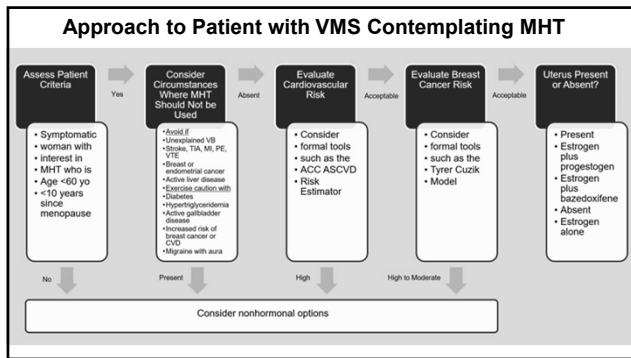 Approach to Patient with VMS Contemplating MHT
Assess Patient
Criteria
Yes
Consider
Circumstances
Where MHT
Should Not be
Used
Absent
Evaluate
Cardiovascular
Risk
Acceptable
Evaluate Breast
Cancer Risk
Acceptable
Uterus Present
or Absent?
• Symptomatic
woman with
interest in
MHT who is
• Age <60 yo
• <10 years
since
menopause
• Avoid if
• Unexplained VB
• Stroke, TIA, MI, PE,
VTE
• Breast or
endometrial cancer
• Active liver disease
• Exercise caution with
• Diabetes
• Hypertriglyceridemia
• Active gallbladder
disease
• Increased risk of
breast cancer or
CVD
• Migraine with aura
• Consider
formal tools
such as the
ACC ASCVD
Risk
Estimator
• Consider
formal tools
such as the
Tyrer Cuzik
Model
• Present
• Estrogen
plus
progestogen
• Estrogen
plus
bazedoxifene
• Absent
• Estrogen
alone
No
Present
High
High to Moderate
Consider nonhormonal options